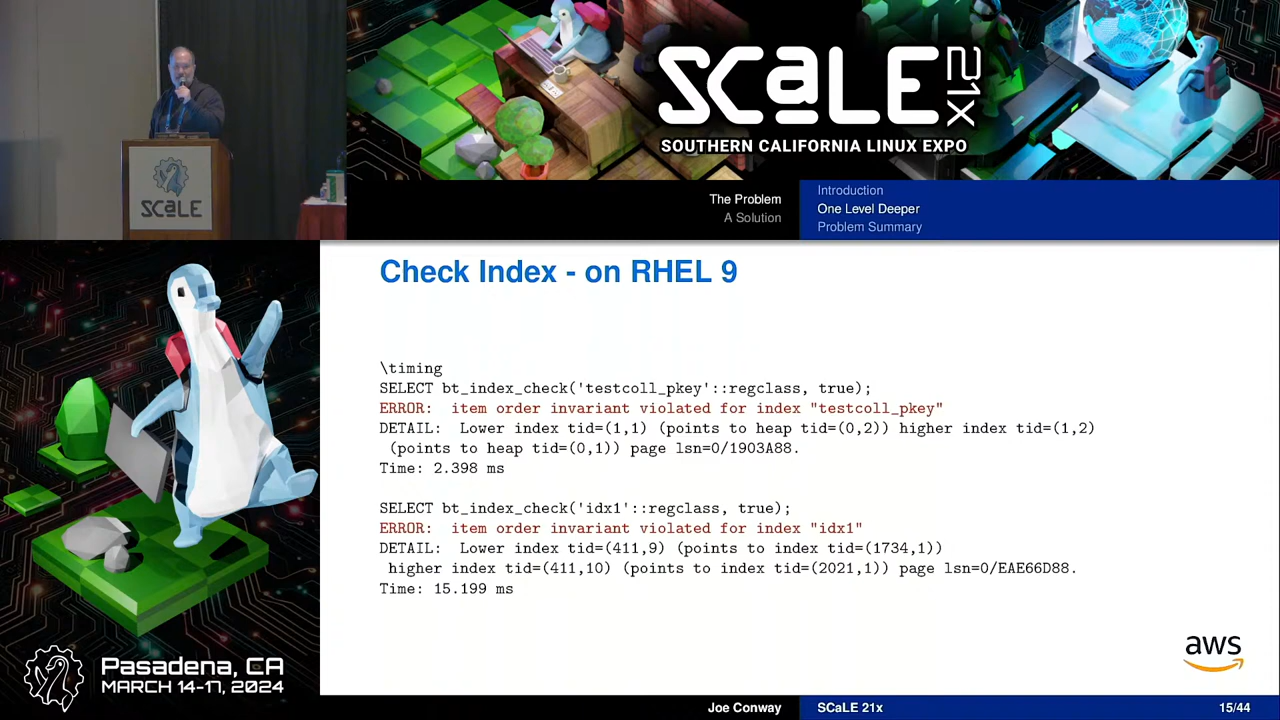 SCaLE 21x
SOUTHERN CALIFORNIA LINUX EXPO
SCaLE
The Problem
A Solution
Introduction
One Level Deeper
Problem Summary
Check Index - on RHEL 9
\timing
SELECT bt_index_check('testcoll_pkey'::regclass, true);
ERROR:  item order invariant violated for index "testcoll_pkey"
DETAIL:  Lower index tid=(1,1) (points to heap tid=(0,2)) higher index tid=(1,2)
(points to heap tid=(0,1)) page lsn=0/1903A88.
Time: 2.398 ms
SELECT bt_index_check('idx1'::regclass, true);
ERROR:  item order invariant violated for index "idx1"
DETAIL:  Lower index tid=(411,9) (points to index tid=(1734,1))
higher index tid=(411,10) (points to index tid=(2021,1)) page lsn=0/EAE66D88.
Time: 15.199 ms
aws
Pasadena, CA
MARCH 14-17, 2024
Joe Conway
SCaLE 21x
15/44